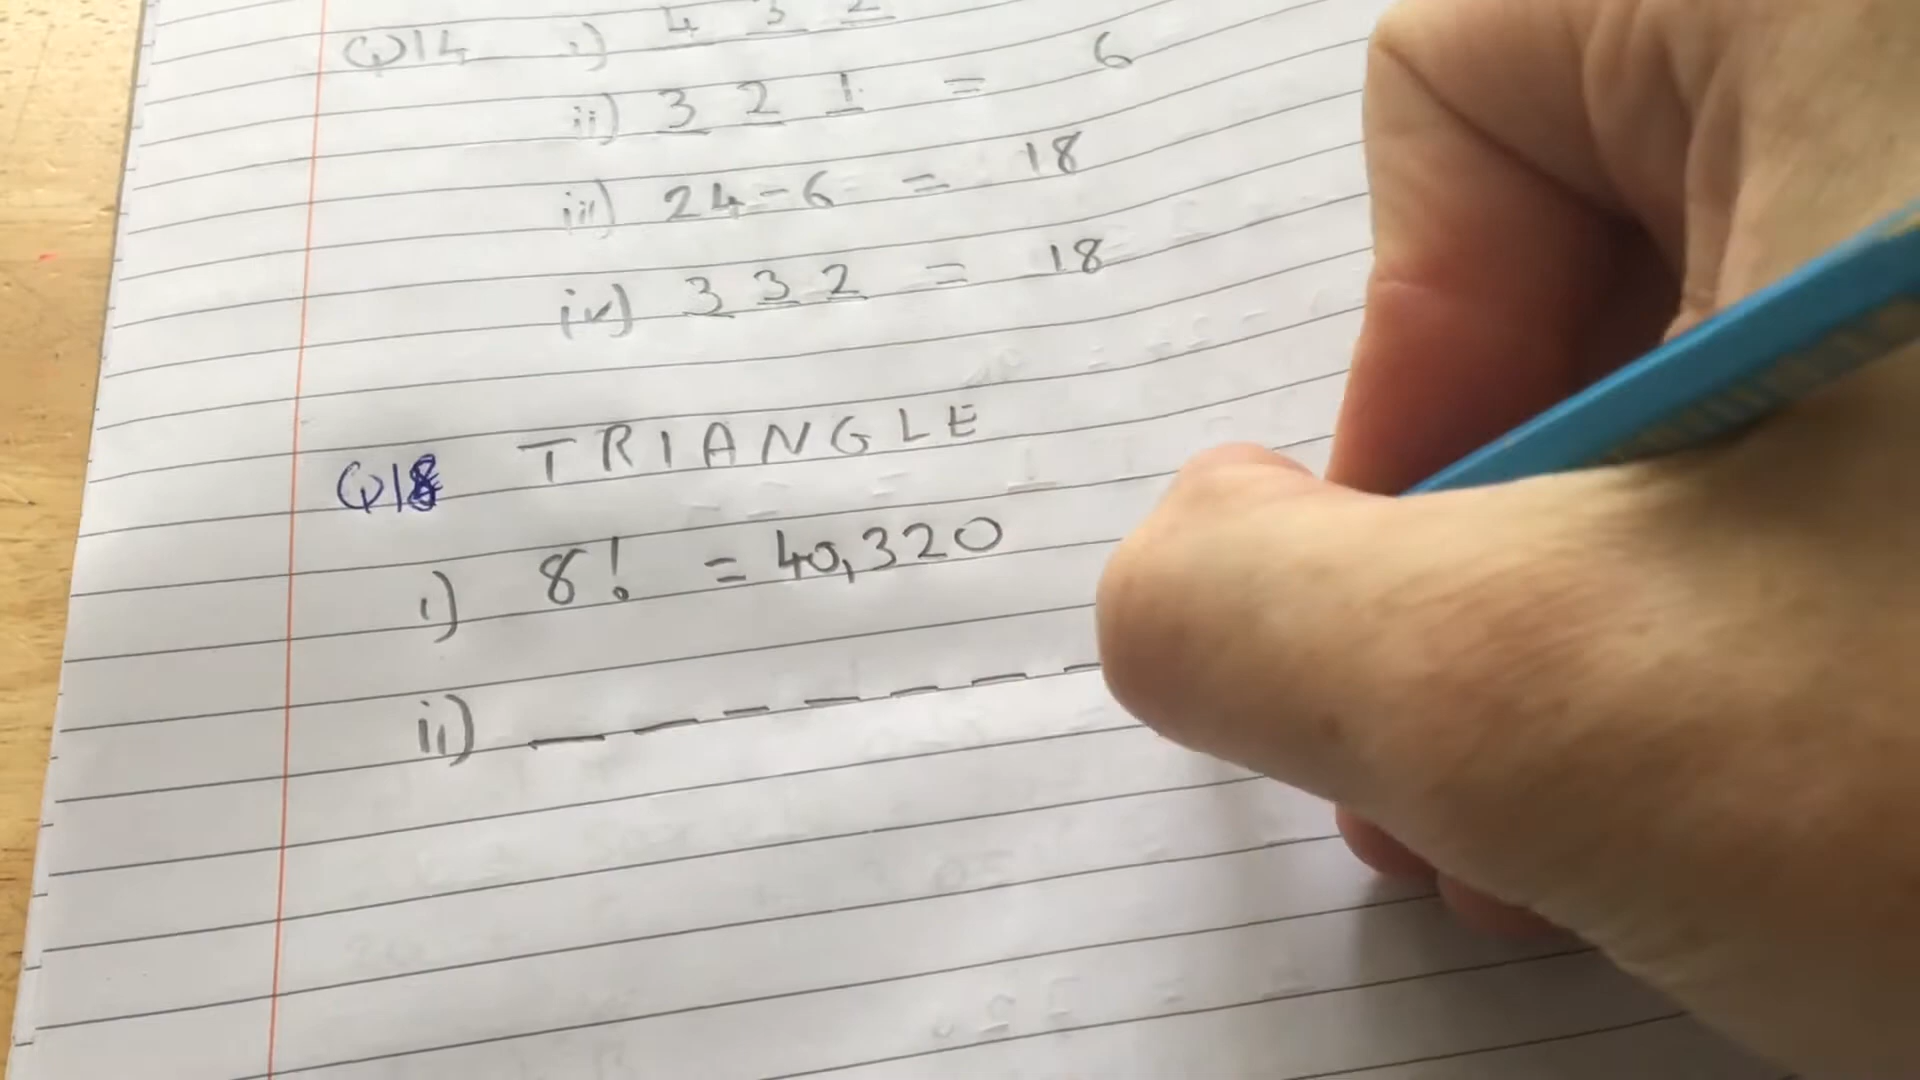 Q14 i) 4 3 2
ii) 3 2 1 = 6
iii) 24-6 = 18
iv) 3 3 2 = 18
Q18 TRIANGLE
i) 8! = 40,320
ii) _ _ _ _ _ _ _